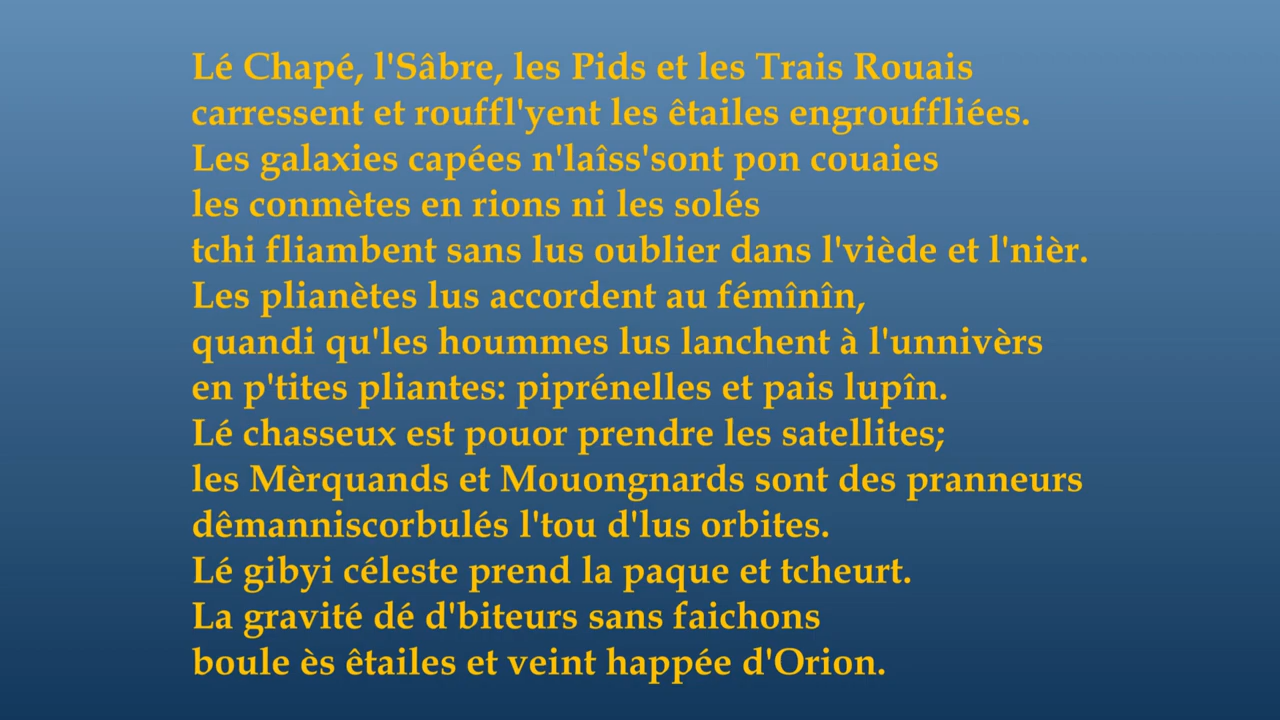 Lé Chapé, l'Sâbre, les Pids et les Trais Rouais
carressent et rouffl'yent les êtailes engrouffliées.
Les galaxies capées n'laîss'sont pon couaies
les conmètes en rions ni les solés
tchi fliambent sans lus oublier dans l'viède et l'nièr.
Les plianètes lus accordent au fémînîn,
quandi qu'les hoummes lus lanchent à l'unnivèrs
en p'tites pliantes: piprénelles et pais lupîn.
Lé chasseux est pouor prendre les satellites;
les Mèrquands et Mouongnards sont des pranneurs
dêmanniscorbulés l'tou d'lus orbites.
Lé gibyi céleste prend la paque et tcheurt.
La gravité dé d'biteurs sans faichons
boule ès êtailes et veint happée d'Orion.